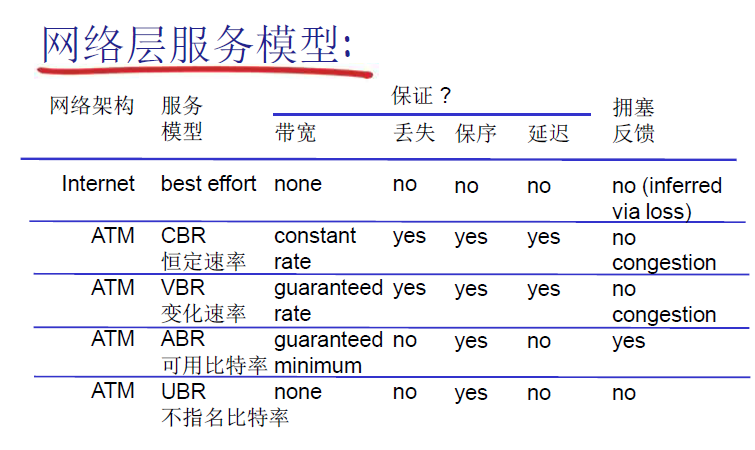 网络层服务模型:
保证？
网络架构 服务模型 带宽 丢失 保序 延迟 拥塞反馈
Internet best effort none no no no no (inferred via loss)
ATM CBR 恒定速率 constant rate yes yes yes no congestion
ATM VBR 变化速率 guaranteed rate yes yes yes no congestion
ATM ABR 可用比特率 guaranteed minimum no yes no yes
ATM UBR 不指名比特率 none no yes no no